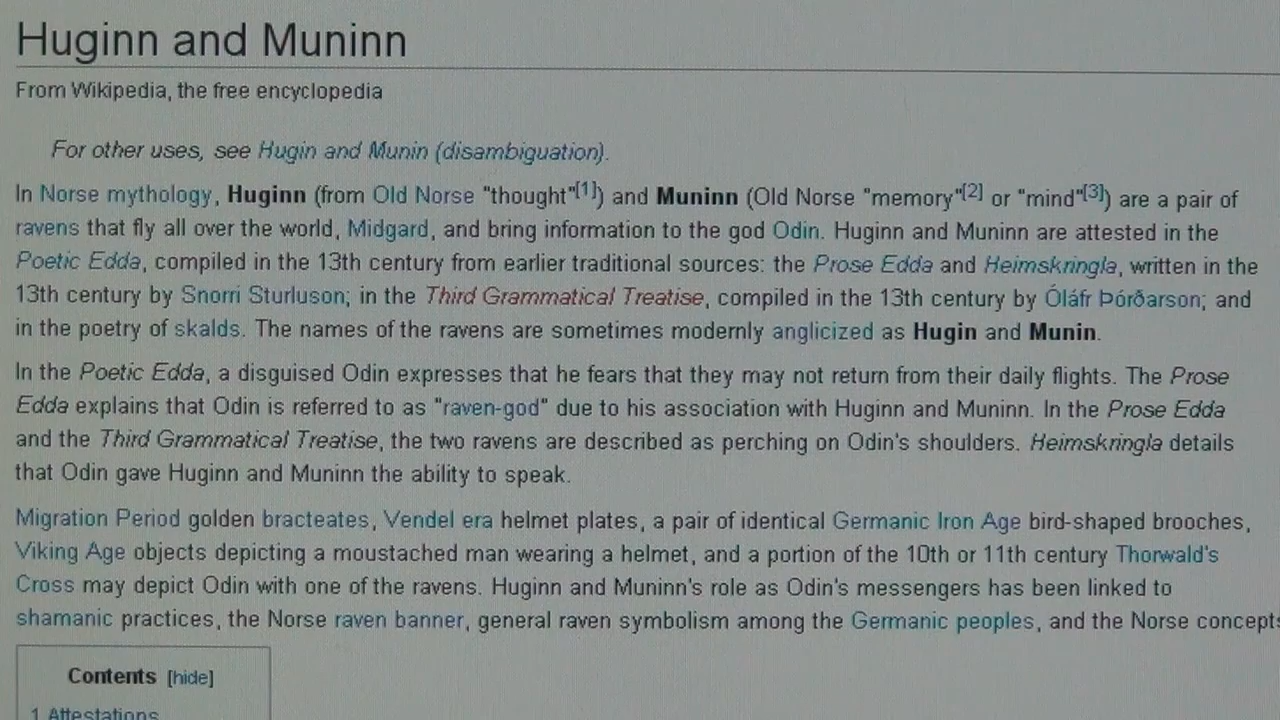 Huginn and Muninn
From Wikipedia, the free encyclopedia
For other uses, see Hugin and Munin (disambiguation).
In Norse mythology, Huginn (from Old Norse "thought"[1]) and Muninn (Old Norse "memory"[2] or "mind"[3]) are a pair of
ravens that fly all over the world, Midgard, and bring information to the god Odin. Huginn and Muninn are attested in the
Poetic Edda, compiled in the 13th century from earlier traditional sources: the Prose Edda and Heimskringla, written in the
13th century by Snorri Sturluson; in the Third Grammatical Treatise, compiled in the 13th century by Óláfr Þórðarson; and
in the poetry of skalds. The names of the ravens are sometimes modernly anglicized as Hugin and Munin.
In the Poetic Edda, a disguised Odin expresses that he fears that they may not return from their daily flights. The Prose
Edda explains that Odin is referred to as "raven-god" due to his association with Huginn and Muninn. In the Prose Edda
and the Third Grammatical Treatise, the two ravens are described as perching on Odin's shoulders. Heimskringla details
that Odin gave Huginn and Muninn the ability to speak.
Migration Period golden bracteates, Vendel era helmet plates, a pair of identical Germanic Iron Age bird-shaped brooches,
Viking Age objects depicting a moustached man wearing a helmet, and a portion of the 10th or 11th century Thorwald's
Cross may depict Odin with one of the ravens. Huginn and Muninn's role as Odin's messengers has been linked to
shamanic practices, the Norse raven banner, general raven symbolism among the Germanic peoples, and the Norse concepts
Contents [hide]
1 Attestations